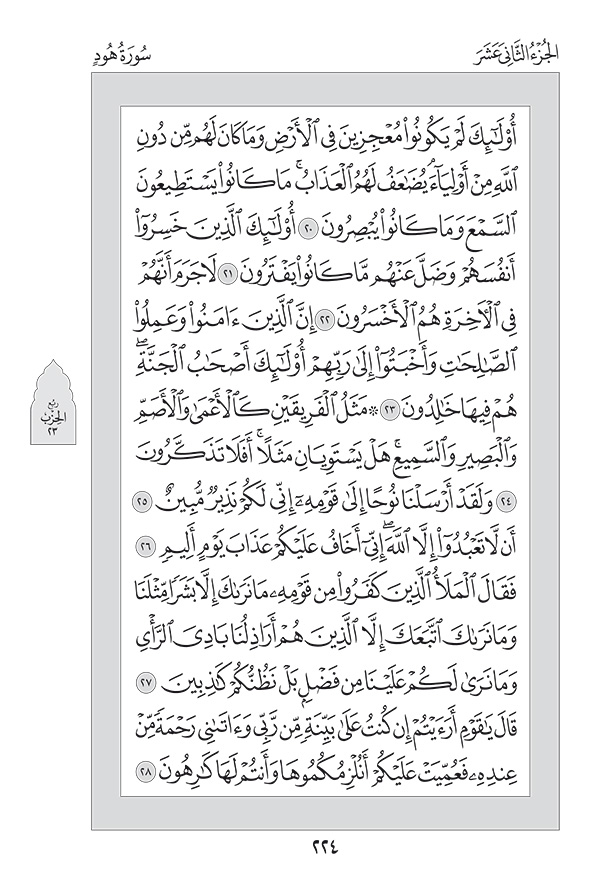 الجُزْءُ الثَّانِي عَشَرَ
سُورَةُ هُودٍ
أُوْلَٰٓئِكَ لَمْ يَكُونُواْ مُعْجِزِينَ فِي ٱلْأَرْضِ وَمَا كَانَ لَهُم مِّن دُونِ
ٱللَّهِ مِنْ أَوْلِيَآءَۘ يُضَٰعَفُ لَهُمُ ٱلْعَذَابُۚ مَا كَانُواْ يَسْتَطِيعُونَ
ٱلسَّمْعَ وَمَا كَانُواْ يُبْصِرُونَ ٢٠ أُوْلَٰٓئِكَ ٱلَّذِينَ خَسِرُوٓاْ
أَنفُسَهُمْ وَضَلَّ عَنْهُم مَّا كَانُواْ يَفْتَرُونَ ٢١ لَا جَرَمَ أَنَّهُمْ
فِي ٱلْأٓخِرَةِ هُمُ ٱلْأَخْسَرُونَ ٢٢ إِنَّ ٱلَّذِينَ ءَامَنُواْ وَعَمِلُواْ
ٱلصَّٰلِحَٰتِ وَأَخْبَتُوٓاْ إِلَىٰ رَبِّهِمْ أُوْلَٰٓئِكَ أَصْحَٰبُ ٱلْجَنَّةِۖ
هُمْ فِيهَا خَٰلِدُونَ ٢٣ ۞ مَثَلُ ٱلْفَرِيقَيْنِ كَٱلْأَعْمَىٰ وَٱلْأَصَمِّ
وَٱلْبَصِيرِ وَٱلسَّمِيعِۚ هَلْ يَسْتَوِيَانِ مَثَلًاۚ أَفَلَا تَذَكَّرُونَ
٢٤ وَلَقَدْ أَرْسَلْنَا نُوحًا إِلَىٰ قَوْمِهِۦٓ إِنِّي لَكُمْ نَذِيرٌ مُّبِينٌ ٢٥
أَن لَّا تَعْبُدُوٓاْ إِلَّا ٱللَّهَۖ إِنِّيٓ أَخَافُ عَلَيْكُمْ عَذَابَ يَوْمٍ أَلِيمٍ ٢٦
فَقَالَ ٱلْمَلَأُ ٱلَّذِينَ كَفَرُواْ مِن قَوْمِهِۦ مَا نَرَىٰكَ إِلَّا بَشَرًا مِّثْلَنَا
وَمَا نَرَىٰكَ ٱتَّبَعَكَ إِلَّا ٱلَّذِينَ هُمْ أَرَاذِلُنَا بَادِيَ ٱلرَّأْيِ
وَمَا نَرَىٰ لَكُمْ عَلَيْنَا مِن فَضْلٍۭ بَلْ نَظُنُّكُمْ كَٰذِبِينَ ٢٧
قَالَ يَٰقَوْمِ أَرَءَيْتُمْ إِن كُنتُ عَلَىٰ بَيِّنَةٍ مِّن رَّبِّي وَءَاتَىٰنِي رَحْمَةً مِّنْ
عِندِهِۦ فَعُمِّيَتْ عَلَيْكُمْ أَنُلْزِمُكُمُوهَا وَأَنتُمْ لَهَا كَٰرِهُونَ ٢٨
رُبْع
الحِزْبِ
٢٣
٢٢٤